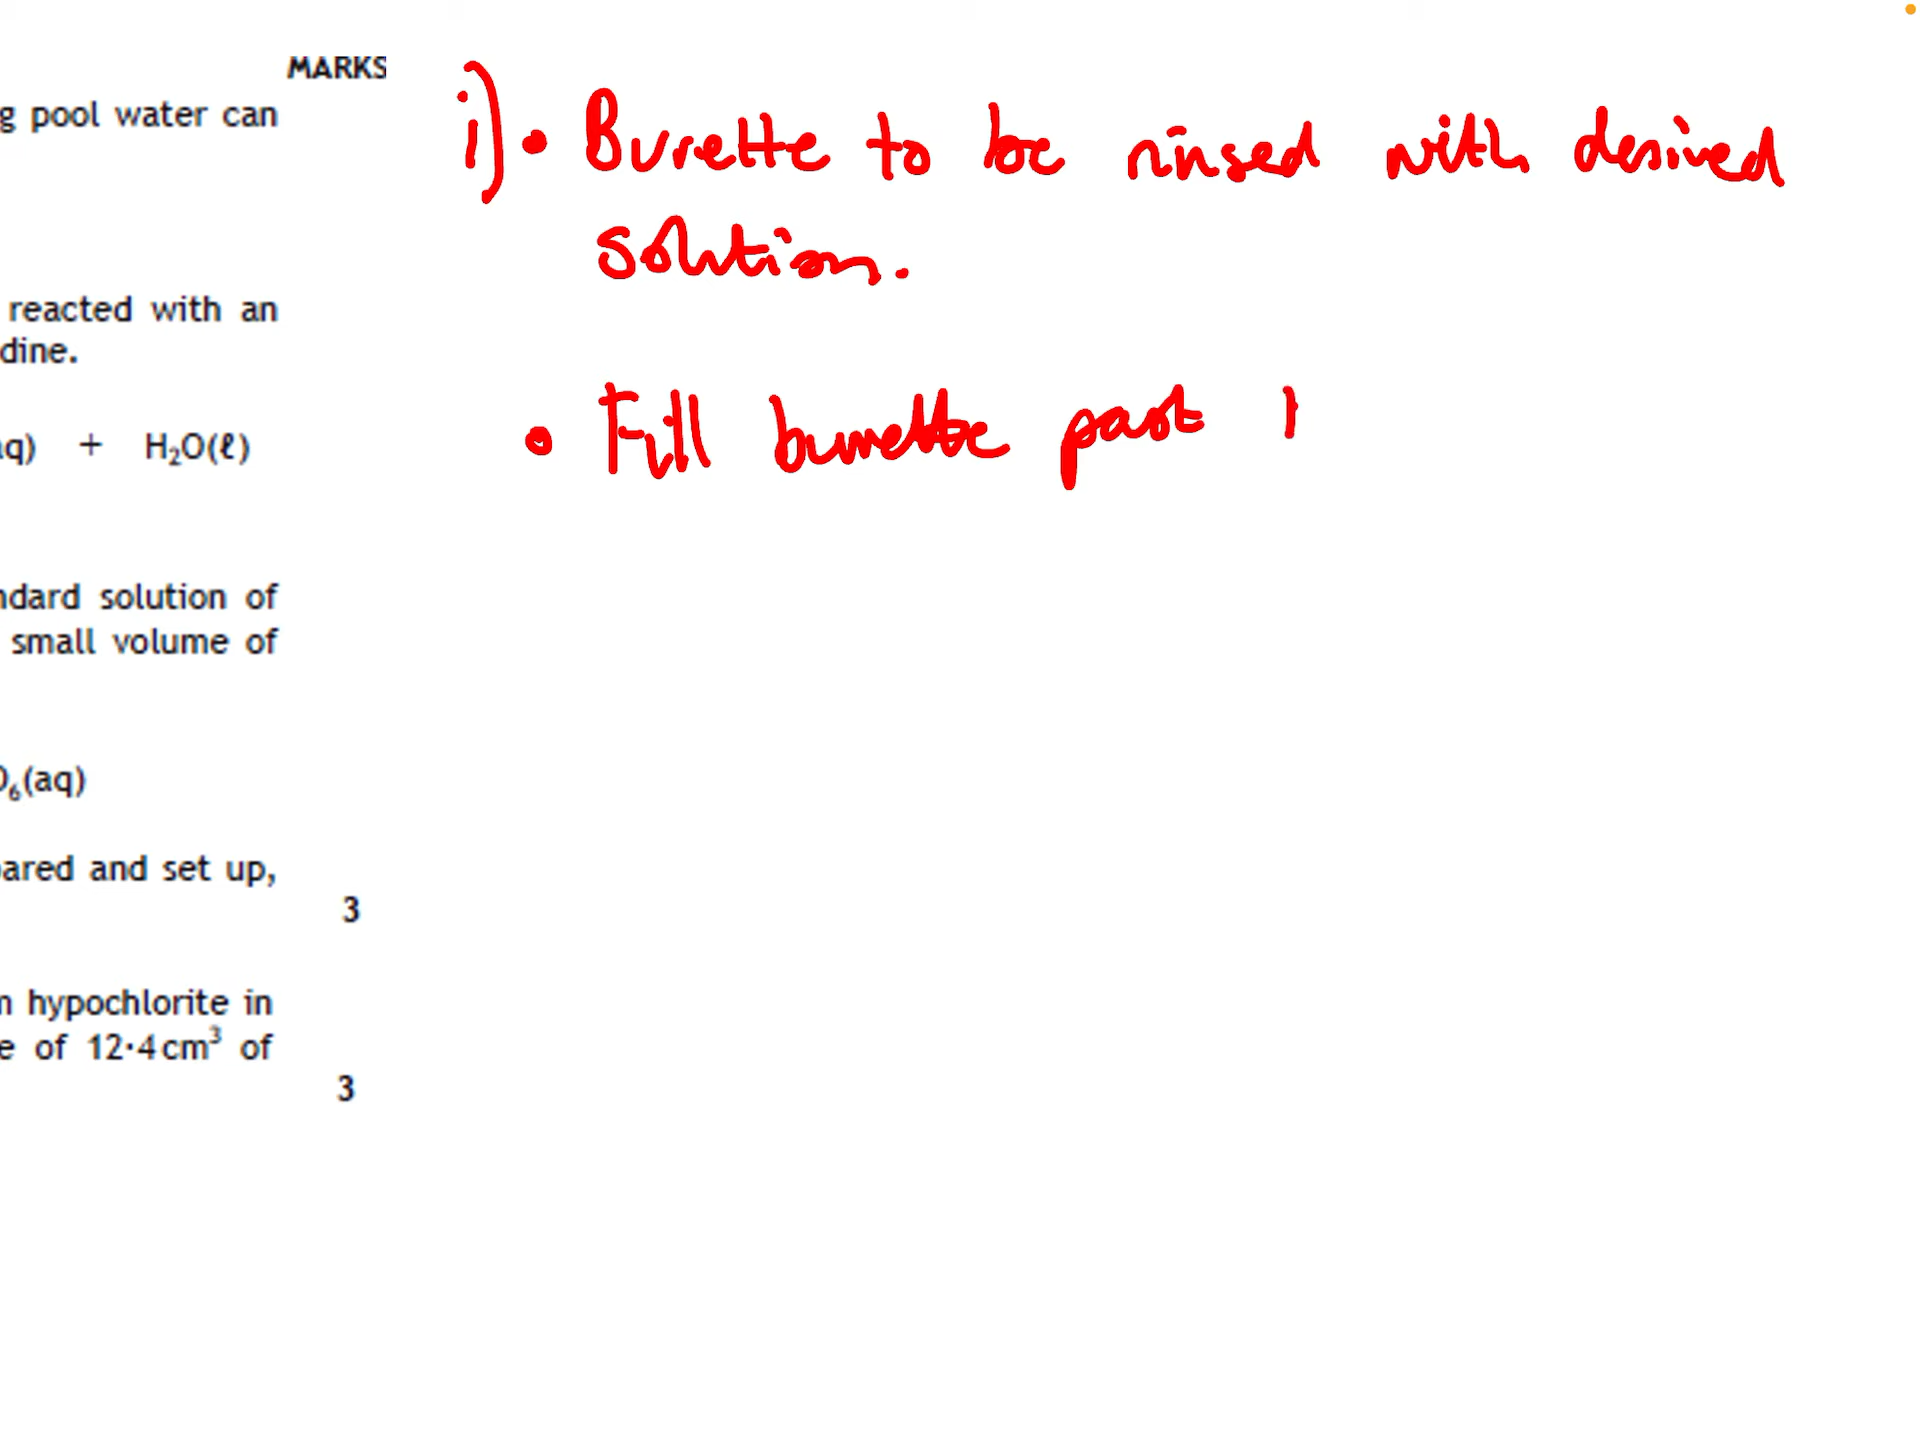 MARKS
g pool water can
i) • Burette to be rinsed with desired
solution.
reacted with an
dine.
• Fill burette past
q) + H₂O(ℓ)
ndard solution of
small volume of
O₆(aq)
ared and set up,
3
hypochlorite in
e of 12·4 cm³ of
3